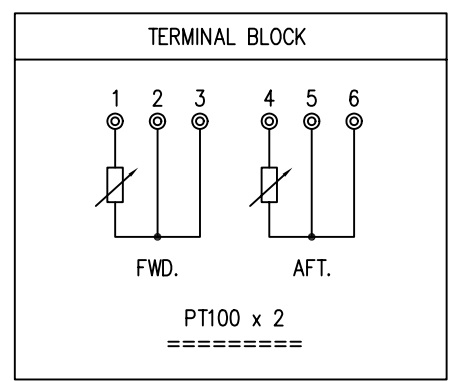 TERMINAL BLOCK
1 2 3 4 5 6
FWD. AFT.
PT100 x 2
=========